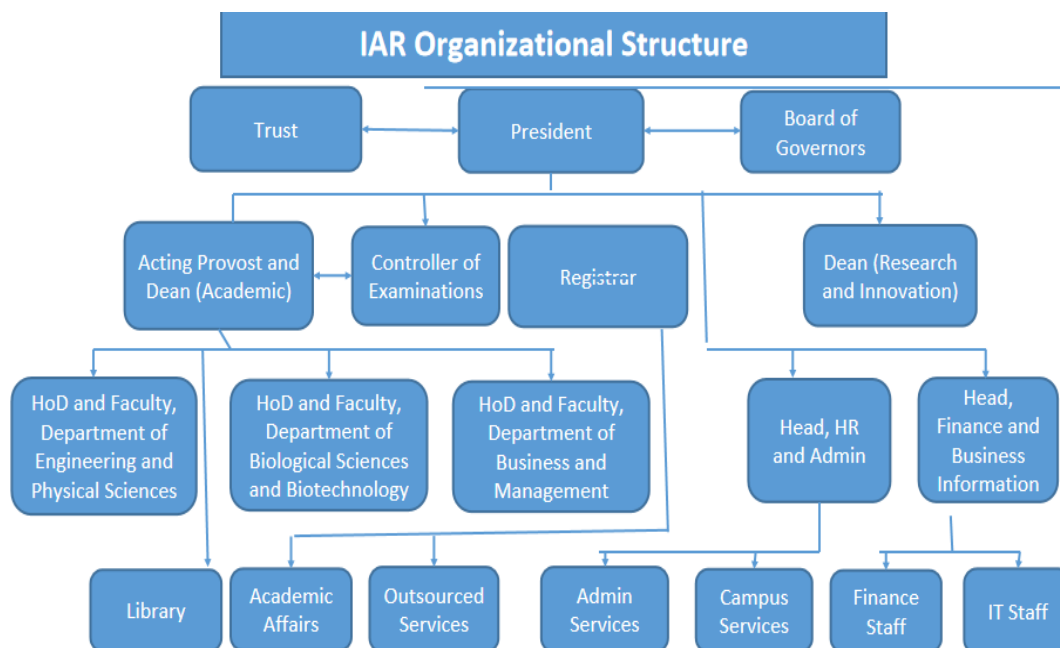 IAR Organizational Structure
Trust
President
Board of
Governors
Acting Provost and
Dean (Academic)
Controller of
Examinations
Registrar
Dean (Research
and Innovation)
HoD and Faculty,
Department of
Engineering and
Physical Sciences
HoD and Faculty,
Department of
Biological Sciences
and Biotechnology
HoD and Faculty,
Department of
Business and
Management
Head, HR
and Admin
Head,
Finance and
Business
Information
Library
Academic
Affairs
Outsourced
Services
Admin
Services
Campus
Services
Finance
Staff
IT Staff